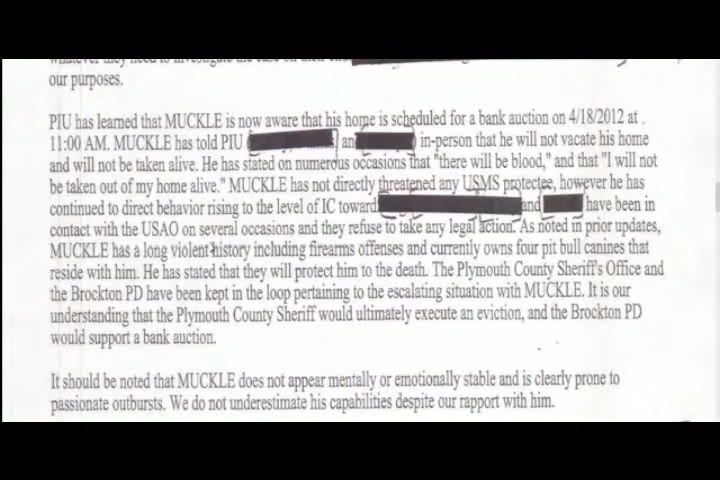 our purposes.
PIU has learned that MUCKLE is now aware that his home is scheduled for a bank auction on 4/18/2012 at
11:00 AM. MUCKLE has told PIU an in-person that he will not vacate his home
and will not be taken alive. He has stated on numerous occasions that "there will be blood," and that "I will not
be taken out of my home alive." MUCKLE has not directly threatened any USMS protectee, however he has
continued to direct behavior rising to the level of IC toward and have been in
contact with the USAO on several occasions and they refuse to take any legal action. As noted in prior updates,
MUCKLE has a long violent history including firearms offenses and currently owns four pit bull canines that
reside with him. He has stated that they will protect him to the death. The Plymouth County Sheriff's Office and
the Brockton PD have been kept in the loop pertaining to the escalating situation with MUCKLE. It is our
understanding that the Plymouth County Sheriff would ultimately execute an eviction, and the Brockton PD
would support a bank auction.
It should be noted that MUCKLE does not appear mentally or emotionally stable and is clearly prone to
passionate outbursts. We do not underestimate his capabilities despite our rapport with him.